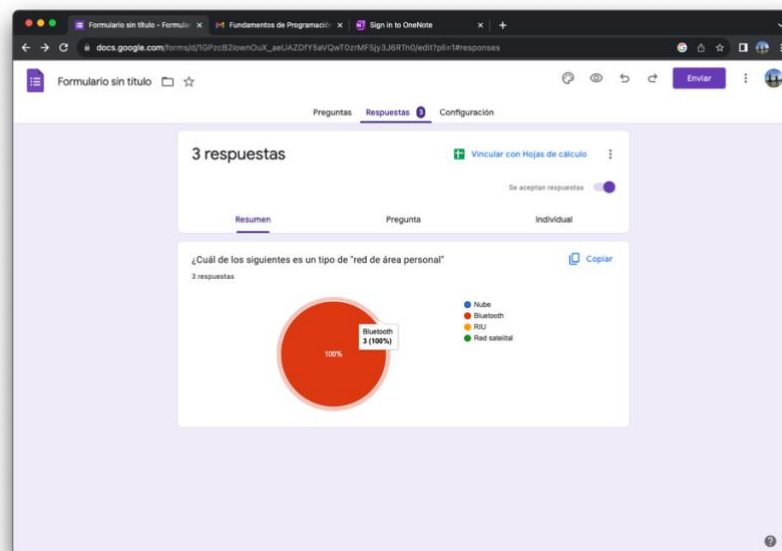 Formulario sin título - Formula
Fundamentos de Programació
Sign in to OneNote
docs.google.com/forms/d/1GPzcB2iownOuX_aeUAZDfY5aVQwT0zrMFSjy3J6RTn0/edit?pli=1#responses
Formulario sin título
Enviar
Preguntas Respuestas 3 Configuración
3 respuestas
Vincular con Hojas de cálculo
Se aceptan respuestas
Resumen Pregunta Individual
¿Cuál de los siguientes es un tipo de "red de área personal"
Copiar
3 respuestas
Nube
Bluetooth
RIU
Red satelital
Bluetooth
3 (100%)
100%